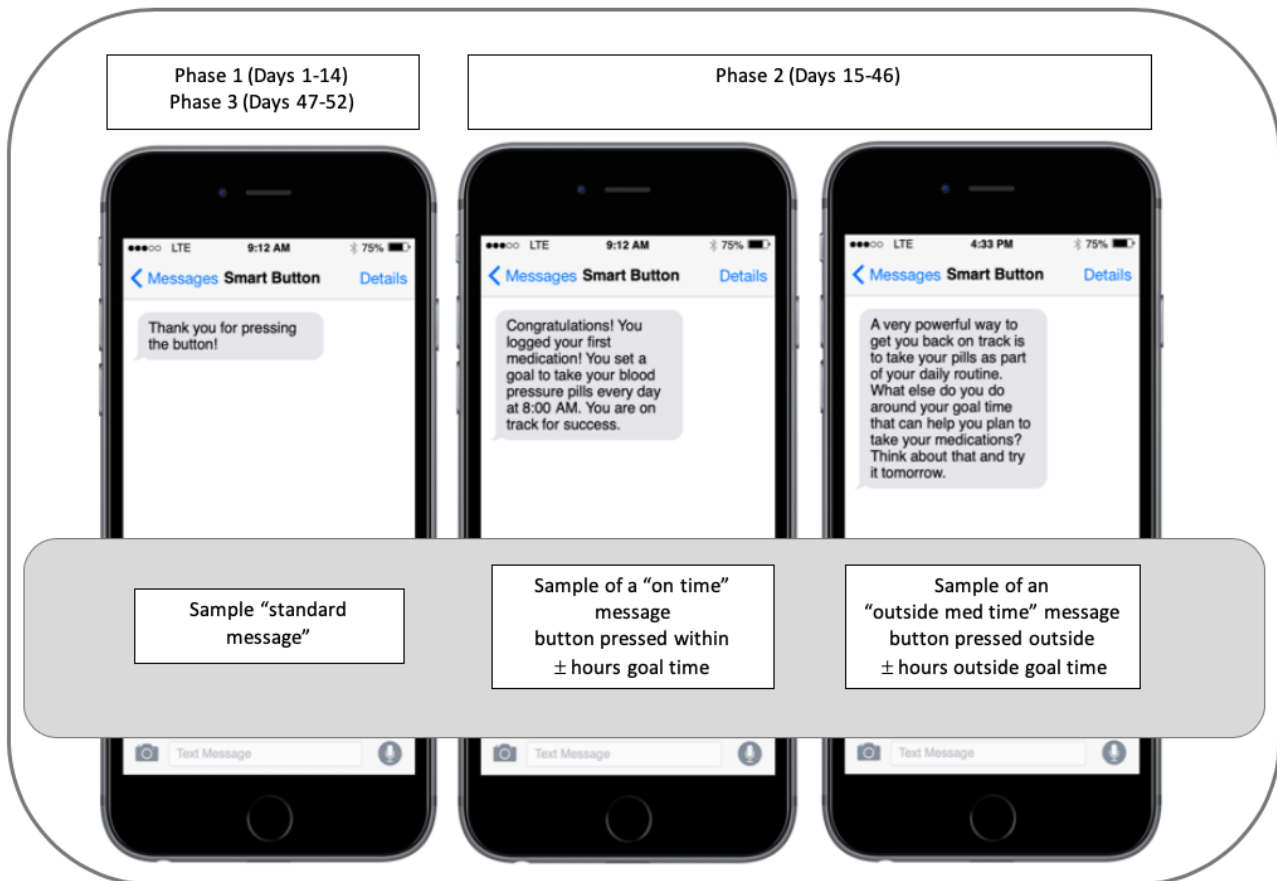 Phase 1 (Days 1-14)
Phase 3 (Days 47-52)
Phase 2 (Days 15-46)
LTE 9:12 AM 75%
Messages Smart Button Details
Thank you for pressing
the button!
Sample “standard
message”
Text Message
LTE 9:12 AM 75%
Messages Smart Button Details
Congratulations! You
logged your first
medication! You set a
goal to take your blood
pressure pills every day
at 8:00 AM. You are on
track for success.
Sample of a “on time”
message
button pressed within
± hours goal time
Text Message
LTE 4:33 PM 75%
Messages Smart Button Details
A very powerful way to
get you back on track is
to take your pills as part
of your daily routine.
What else do you do
around your goal time
that can help you plan to
take your medications?
Think about that and try
it tomorrow.
Sample of an
“outside med time” message
button pressed outside
± hours outside goal time
Text Message